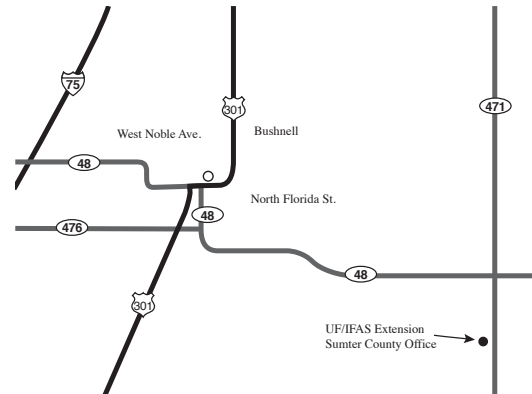 75
301
471
West Noble Ave.
Bushnell
48
North Florida St.
48
476
48
301
UF/IFAS Extension
Sumter County Office